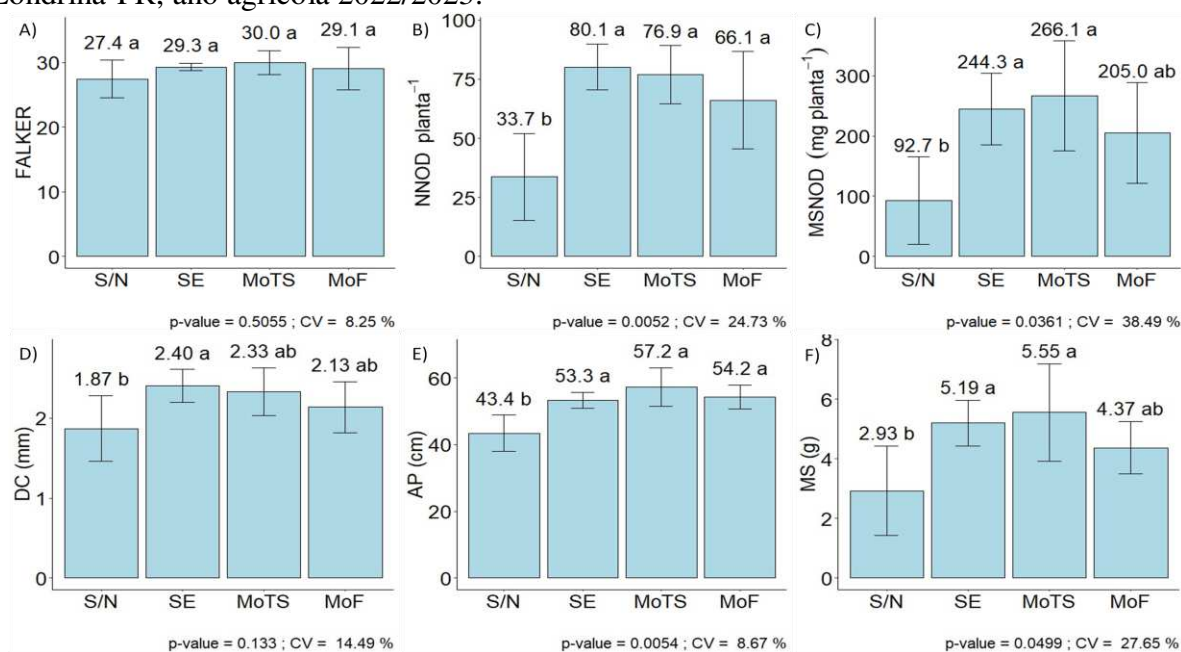 Londrina-PR, ano agrícola 2022/2023.
A)
27.4 a 29.3 a 30.0 a 29.1 a
30
20
10
0
FALKER
S/N SE MoTS MoF
p-value = 0.5055 ; CV = 8.25 %
B)
33.7 b 80.1 a 76.9 a 66.1 a
100
75
50
25
0
NNOD planta⁻¹
S/N SE MoTS MoF
p-value = 0.0052 ; CV = 24.73 %
C)
92.7 b 244.3 a 266.1 a 205.0 ab
300
200
100
0
MSNOD (mg planta⁻¹)
S/N SE MoTS MoF
p-value = 0.0361 ; CV = 38.49 %
D)
1.87 b 2.40 a 2.33 ab 2.13 ab
2
1
0
DC (mm)
S/N SE MoTS MoF
p-value = 0.133 ; CV = 14.49 %
E)
43.4 b 53.3 a 57.2 a 54.2 a
60
40
20
0
AP (cm)
S/N SE MoTS MoF
p-value = 0.0054 ; CV = 8.67 %
F)
2.93 b 5.19 a 5.55 a 4.37 ab
8
6
4
2
0
MS (g)
S/N SE MoTS MoF
p-value = 0.0499 ; CV = 27.65 %